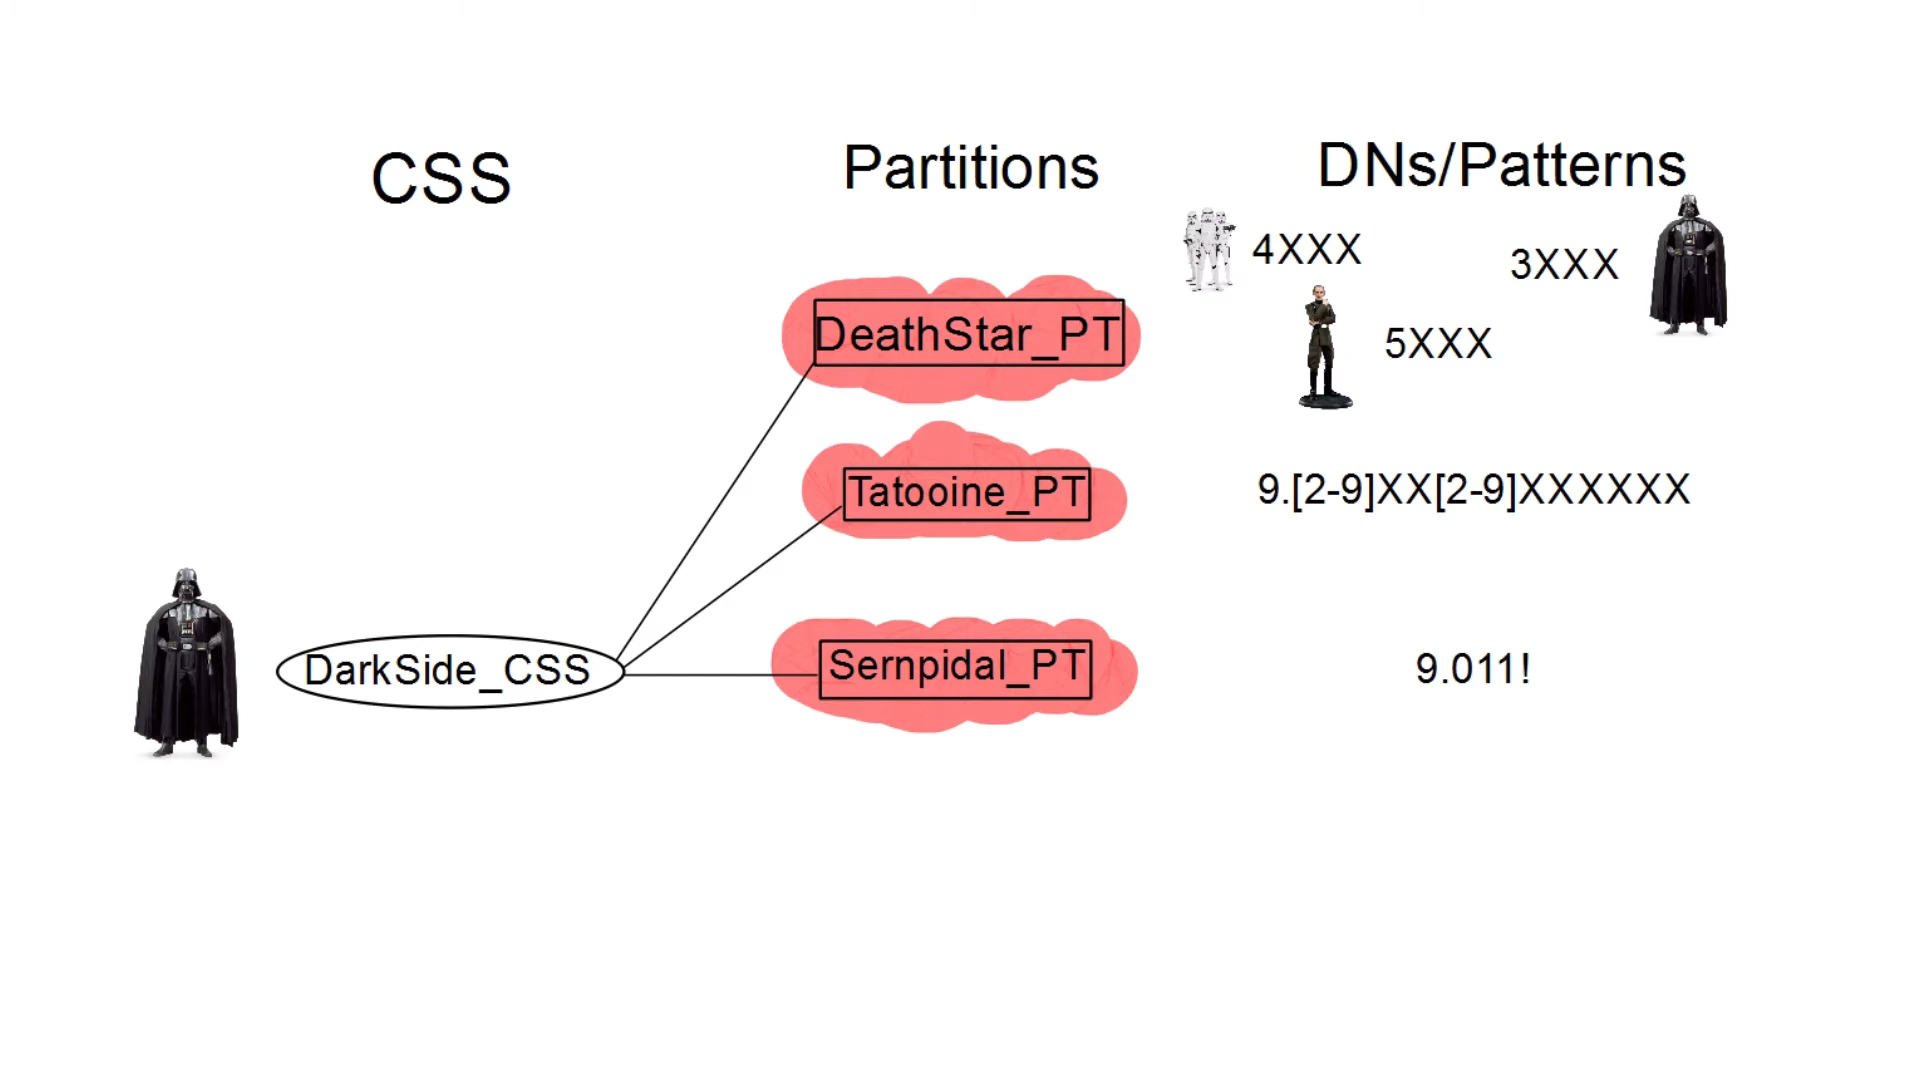 CSS
Partitions
DNs/Patterns
4XXX
3XXX
DeathStar_PT
5XXX
Tatooine_PT
9.[2-9]XX[2-9]XXXXXX
DarkSide_CSS
Sernpidal_PT
9.011!